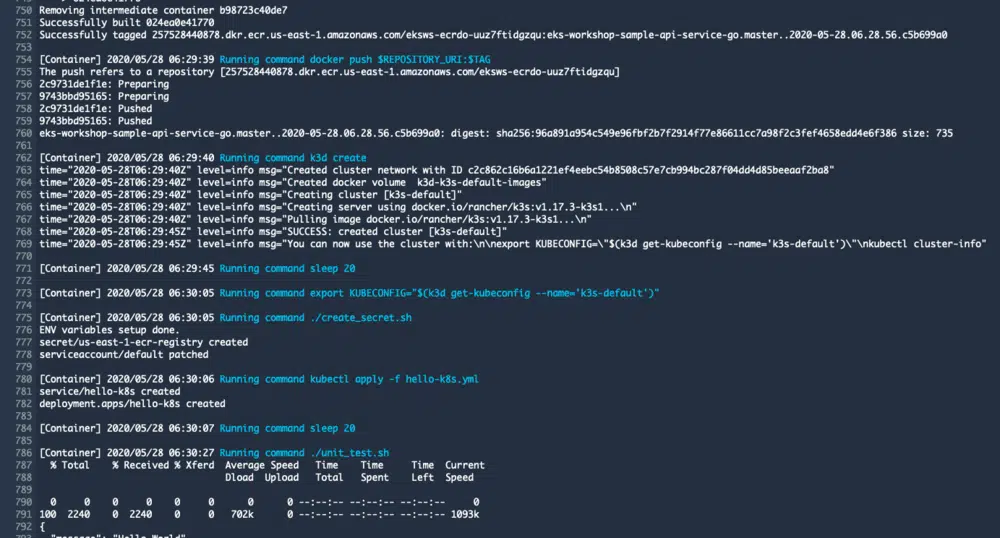 750 Removing intermediate container b98723c40de7
751 Successfully built 024ea0e41770
752 Successfully tagged 257528440878.dkr.ecr.us-east-1.amazonaws.com/eksws-ecrdo-uuz7ftidgzqu:eks-workshop-sample-api-service-go.master..2020-05-28.06.28.56.c5b699a0
753
754 [Container] 2020/05/28 06:29:39 Running command docker push $REPOSITORY_URI:$TAG
755 The push refers to a repository [257528440878.dkr.ecr.us-east-1.amazonaws.com/eksws-ecrdo-uuz7ftidgzqu]
756 2c9731de1f1e: Preparing
757 9743bbd95165: Preparing
758 2c9731de1f1e: Pushed
759 9743bbd95165: Pushed
760 eks-workshop-sample-api-service-go.master..2020-05-28.06.28.56.c5b699a0: digest: sha256:96a891a954c549e96fbf2b7f2914f77e86611cc7a98f2c3fef4658edd4e6f386 size: 735
761
762 [Container] 2020/05/28 06:29:40 Running command k3d create
763 time="2020-05-28T06:29:40Z" level=info msg="Created cluster network with ID c2c862c16b6a1221ef4eebc54b8508c57e7cb994bc287f04dd4d85beeaaf2ba8"
764 time="2020-05-28T06:29:40Z" level=info msg="Created docker volume  k3d-k3s-default-images"
765 time="2020-05-28T06:29:40Z" level=info msg="Creating cluster [k3s-default]"
766 time="2020-05-28T06:29:40Z" level=info msg="Creating server using docker.io/rancher/k3s:v1.17.3-k3s1...\n"
767 time="2020-05-28T06:29:40Z" level=info msg="Pulling image docker.io/rancher/k3s:v1.17.3-k3s1...\n"
768 time="2020-05-28T06:29:45Z" level=info msg="SUCCESS: created cluster [k3s-default]"
769 time="2020-05-28T06:29:45Z" level=info msg="You can now use the cluster with:\n\nexport KUBECONFIG=\"$(k3d get-kubeconfig --name='k3s-default')\"\nkubectl cluster-info"
770
771 [Container] 2020/05/28 06:29:45 Running command sleep 20
772
773 [Container] 2020/05/28 06:30:05 Running command export KUBECONFIG="$(k3d get-kubeconfig --name='k3s-default')"
774
775 [Container] 2020/05/28 06:30:05 Running command ./create_secret.sh
776 ENV variables setup done.
777 secret/us-east-1-ecr-registry created
778 serviceaccount/default patched
779
780 [Container] 2020/05/28 06:30:06 Running command kubectl apply -f hello-k8s.yml
781 service/hello-k8s created
782 deployment.apps/hello-k8s created
783
784 [Container] 2020/05/28 06:30:07 Running command sleep 20
785
786 [Container] 2020/05/28 06:30:27 Running command ./unit_test.sh
787 % Total % Received % Xferd Average Speed Time Time Time Current
788 Dload Upload Total Spent Left Speed
789
790 0 0 0 0 0 0 0 0 --:--:-- --:--:-- --:--:-- 0
791 100 2240 0 2240 0 0 702k 0 --:--:-- --:--:-- --:--:-- 1093k
792 {
793 "message": "Hello World"